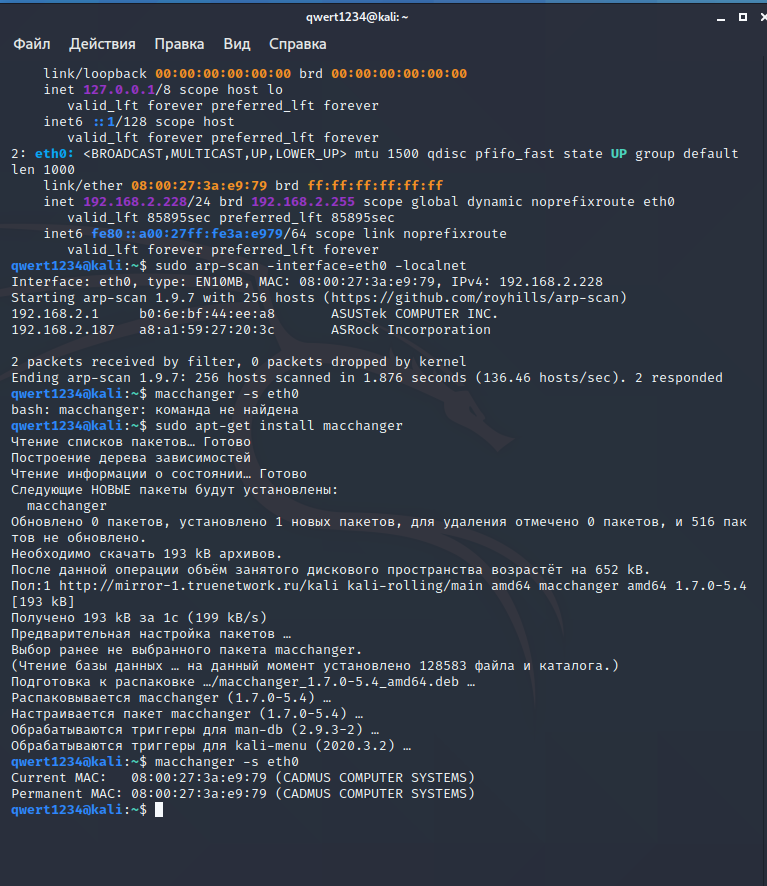 qwert1234@kali: ~
Файл Действия Правка Вид Справка
link/loopback 00:00:00:00:00:00 brd 00:00:00:00:00:00
inet 127.0.0.1/8 scope host lo
valid_lft forever preferred_lft forever
inet6 ::1/128 scope host
valid_lft forever preferred_lft forever
2: eth0: <BROADCAST,MULTICAST,UP,LOWER_UP> mtu 1500 qdisc pfifo_fast state UP group default
len 1000
link/ether 08:00:27:3a:e9:79 brd ff:ff:ff:ff:ff:ff
inet 192.168.2.228/24 brd 192.168.2.255 scope global dynamic noprefixroute eth0
valid_lft 85895sec preferred_lft 85895sec
inet6 fe80::a00:27ff:fe3a:e979/64 scope link noprefixroute
valid_lft forever preferred_lft forever
qwert1234@kali:~$ sudo arp-scan -interface=eth0 -localnet
Interface: eth0, type: EN10MB, MAC: 08:00:27:3a:e9:79, IPv4: 192.168.2.228
Starting arp-scan 1.9.7 with 256 hosts (https://github.com/royhills/arp-scan)
192.168.2.1 b0:6e:bf:44:ee:a8 ASUSTek COMPUTER INC.
192.168.2.187 a8:a1:59:27:20:3c ASRock Incorporation
2 packets received by filter, 0 packets dropped by kernel
Ending arp-scan 1.9.7: 256 hosts scanned in 1.876 seconds (136.46 hosts/sec). 2 responded
qwert1234@kali:~$ macchanger -s eth0
bash: macchanger: команда не найдена
qwert1234@kali:~$ sudo apt-get install macchanger
Чтение списков пакетов… Готово
Построение дерева зависимостей
Чтение информации о состоянии… Готово
Следующие НОВЫЕ пакеты будут установлены:
macchanger
Обновлено 0 пакетов, установлено 1 новых пакетов, для удаления отмечено 0 пакетов, и 516 пак
тов не обновлено.
Необходимо скачать 193 kB архивов.
После данной операции объём занятого дискового пространства возрастёт на 652 kB.
Пол:1 http://mirror-1.truenetwork.ru/kali kali-rolling/main amd64 macchanger amd64 1.7.0-5.4
[193 kB]
Получено 193 kB за 1с (199 kB/s)
Предварительная настройка пакетов …
Выбор ранее не выбранного пакета macchanger.
(Чтение базы данных … на данный момент установлено 128583 файла и каталога.)
Подготовка к распаковке …/macchanger_1.7.0-5.4_amd64.deb …
Распаковывается macchanger (1.7.0-5.4) …
Настраивается пакет macchanger (1.7.0-5.4) …
Обрабатываются триггеры для man-db (2.9.3-2) …
Обрабатываются триггеры для kali-menu (2020.3.2) …
qwert1234@kali:~$ macchanger -s eth0
Current MAC: 08:00:27:3a:e9:79 (CADMUS COMPUTER SYSTEMS)
Permanent MAC: 08:00:27:3a:e9:79 (CADMUS COMPUTER SYSTEMS)
qwert1234@kali:~$